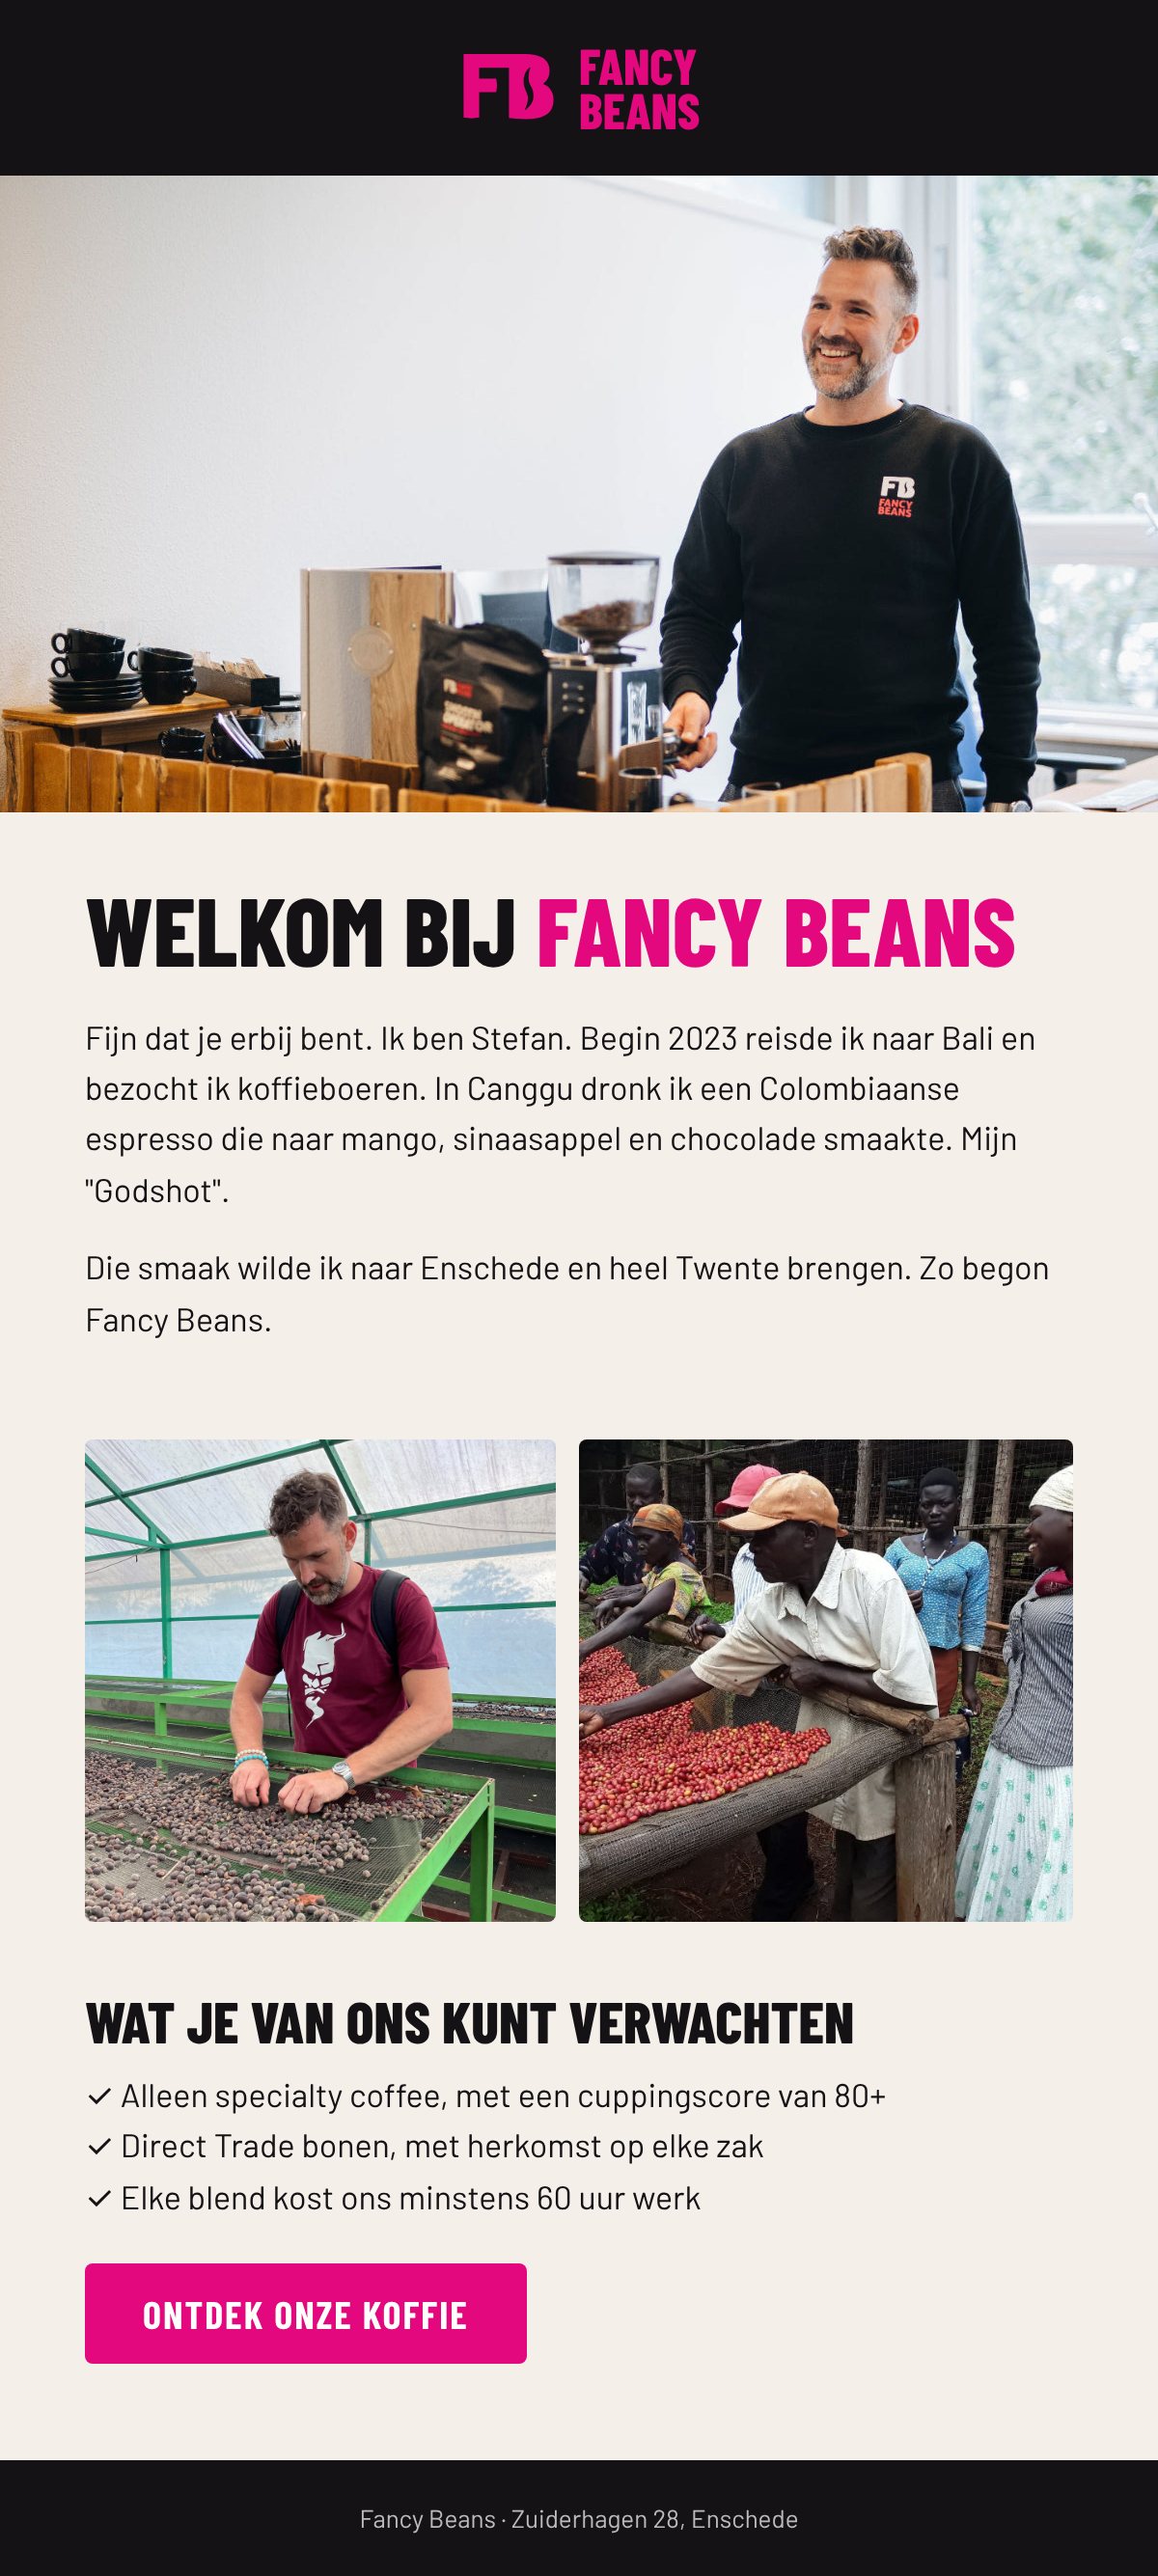 FB FANCY
BEANS
FB
FANCY
BEANS
WELKOM BIJ FANCY BEANS
Fijn dat je erbij bent. Ik ben Stefan. Begin 2023 reisde ik naar Bali en
bezocht ik koffieboeren. In Canggu dronk ik een Colombiaanse
espresso die naar mango, sinaasappel en chocolade smaakte. Mijn
"Godshot".
Die smaak wilde ik naar Enschede en heel Twente brengen. Zo begon
Fancy Beans.
WAT JE VAN ONS KUNT VERWACHTEN
✓ Alleen specialty coffee, met een cuppingscore van 80+
✓ Direct Trade bonen, met herkomst op elke zak
✓ Elke blend kost ons minstens 60 uur werk
ONTDEK ONZE KOFFIE
Fancy Beans · Zuiderhagen 28, Enschede